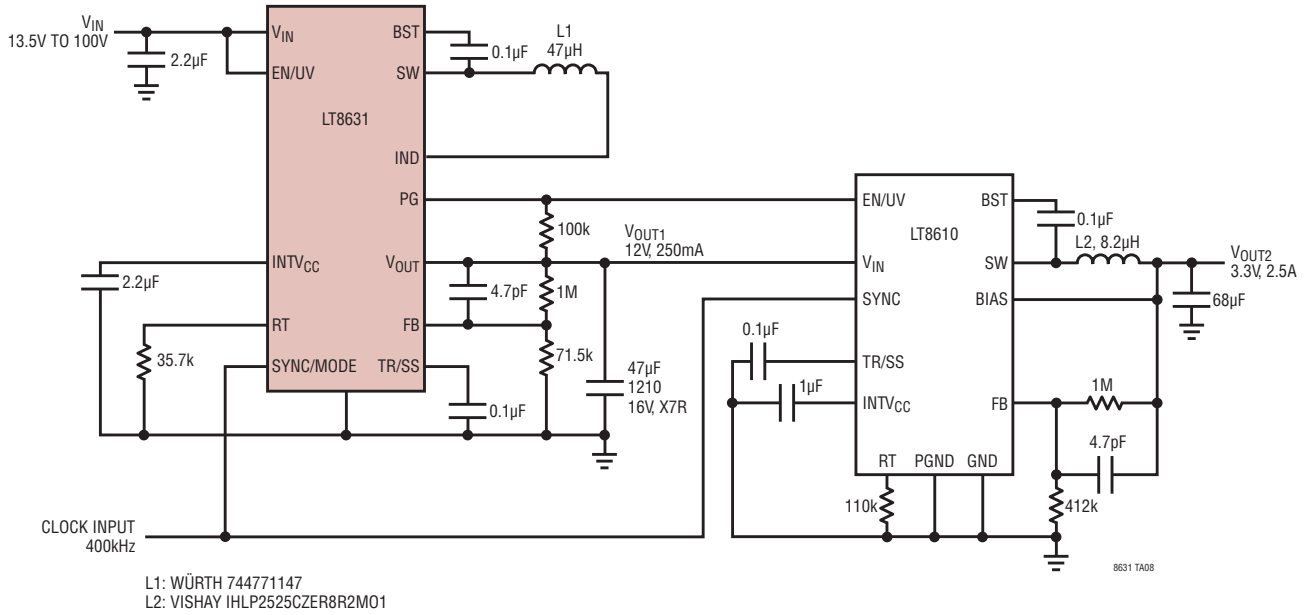 VIN
13.5V TO 100V
2.2µF
VIN
EN/UV
LT8631
BST
SW
IND
PG
INTVCC
VOUT
RT
FB
SYNC/MODE
TR/SS
0.1µF
L1
47µH
100k
VOUT1
12V, 250mA
4.7pF
1M
71.5k
2.2µF
35.7k
0.1µF
47µF
1210
16V, X7R
EN/UV
BST
LT8610
VIN
SW
SYNC
BIAS
TR/SS
INTVCC
FB
RT
PGND
GND
0.1µF
L2, 8.2µH
VOUT2
3.3V, 2.5A
68µF
0.1µF
1µF
1M
4.7pF
110k
412k
CLOCK INPUT
400kHz
8631 TA08
L1: WÜRTH 744771147
L2: VISHAY IHLP2525CZER8R2MO1